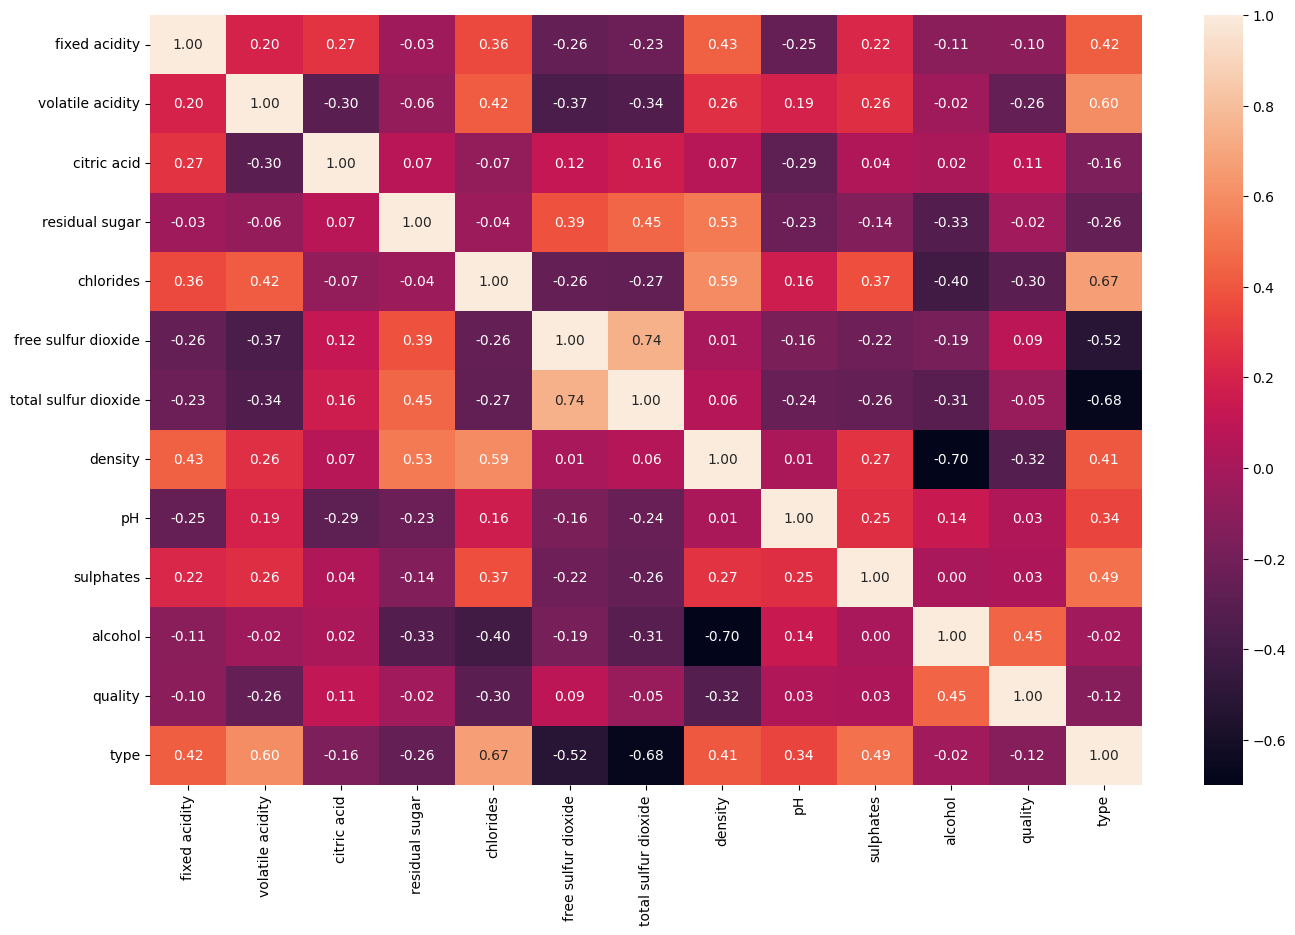 fixed acidity 1.00 0.20 0.27 -0.03 0.36 -0.26 -0.23 0.43 -0.25 0.22 -0.11 -0.10 0.42
volatile acidity 0.20 1.00 -0.30 -0.06 0.42 -0.37 -0.34 0.26 0.19 0.26 -0.02 -0.26 0.60
citric acid 0.27 -0.30 1.00 0.07 -0.07 0.12 0.16 0.07 -0.29 0.04 0.02 0.11 -0.16
residual sugar -0.03 -0.06 0.07 1.00 -0.04 0.39 0.45 0.53 -0.23 -0.14 -0.33 -0.02 -0.26
chlorides 0.36 0.42 -0.07 -0.04 1.00 -0.26 -0.27 0.59 0.16 0.37 -0.40 -0.30 0.67
free sulfur dioxide -0.26 -0.37 0.12 0.39 -0.26 1.00 0.74 0.01 -0.16 -0.22 -0.19 0.09 -0.52
total sulfur dioxide -0.23 -0.34 0.16 0.45 -0.27 0.74 1.00 0.06 -0.24 -0.26 -0.31 -0.05 -0.68
density 0.43 0.26 0.07 0.53 0.59 0.01 0.06 1.00 0.01 0.27 -0.70 -0.32 0.41
pH -0.25 0.19 -0.29 -0.23 0.16 -0.16 -0.24 0.01 1.00 0.25 0.14 0.03 0.34
sulphates 0.22 0.26 0.04 -0.14 0.37 -0.22 -0.26 0.27 0.25 1.00 0.00 0.03 0.49
alcohol -0.11 -0.02 0.02 -0.33 -0.40 -0.19 -0.31 -0.70 0.14 0.00 1.00 0.45 -0.02
quality -0.10 -0.26 0.11 -0.02 -0.30 0.09 -0.05 -0.32 0.03 0.03 0.45 1.00 -0.12
type 0.42 0.60 -0.16 -0.26 0.67 -0.52 -0.68 0.41 0.34 0.49 -0.02 -0.12 1.00
fixed acidity
volatile acidity
citric acid
residual sugar
chlorides
free sulfur dioxide
total sulfur dioxide
density
pH
sulphates
alcohol
quality
type
1.0
0.8
0.6
0.4
0.2
0.0
−0.2
−0.4
−0.6